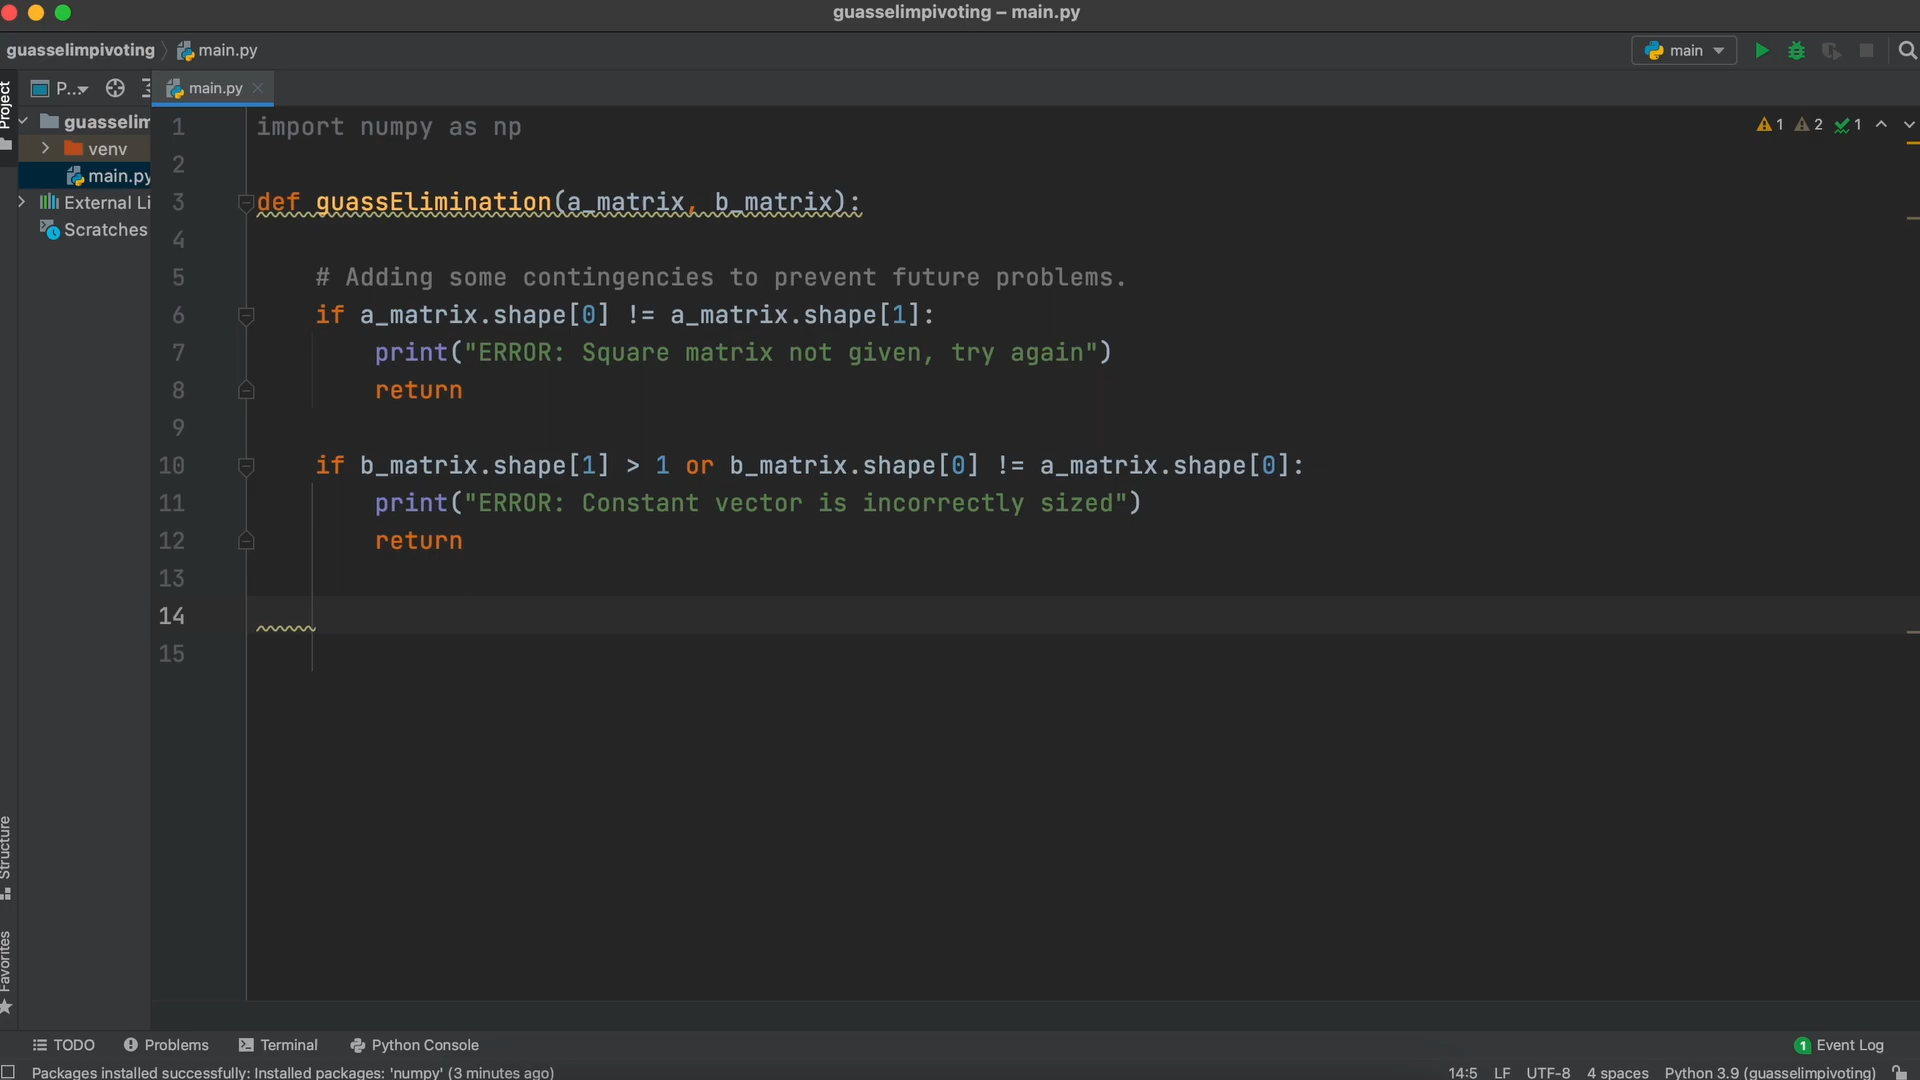 guasselimpivoting – main.py
guasselimpivoting main.py
main
P... main.py
Project
guasselim
venv
main.py
External Li
Scratches
1 import numpy as np
2
3 def guassElimination(a_matrix, b_matrix):
4
5 # Adding some contingencies to prevent future problems.
6 if a_matrix.shape[0] != a_matrix.shape[1]:
7 print("ERROR: Square matrix not given, try again")
8 return
9
10 if b_matrix.shape[1] > 1 or b_matrix.shape[0] != a_matrix.shape[0]:
11 print("ERROR: Constant vector is incorrectly sized")
12 return
13
14
15
1 2 1
Structure
Favorites
TODO Problems Terminal Python Console
1 Event Log
Packages installed successfully: Installed packages: 'numpy' (3 minutes ago)
14:5 LF UTF-8 4 spaces Python 3.9 (guasselimpivoting)